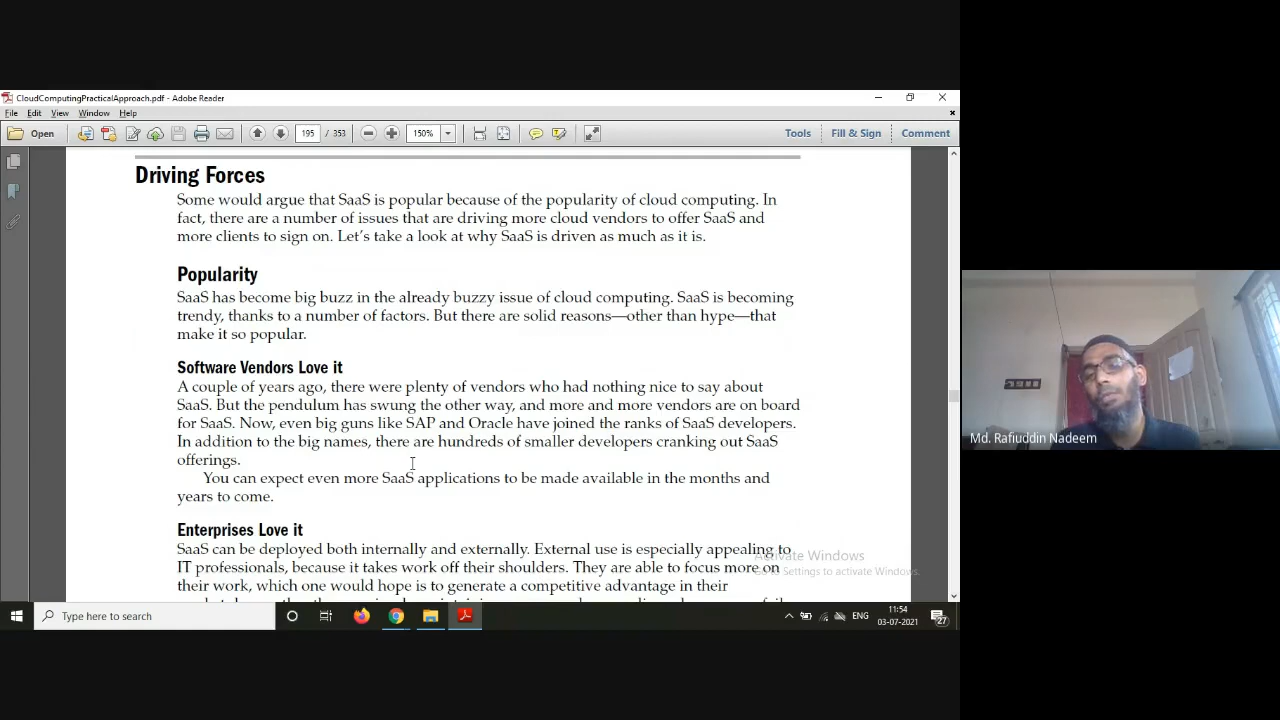 CloudComputingPracticalApproach.pdf - Adobe Reader
File Edit View Window Help
Open 195 / 353 150% Tools Fill & Sign Comment
Driving Forces
Some would argue that SaaS is popular because of the popularity of cloud computing. In
fact, there are a number of issues that are driving more cloud vendors to offer SaaS and
more clients to sign on. Let's take a look at why SaaS is driven as much as it is.
Popularity
SaaS has become big buzz in the already buzzy issue of cloud computing. SaaS is becoming
trendy, thanks to a number of factors. But there are solid reasons—other than hype—that
make it so popular.
Software Vendors Love it
A couple of years ago, there were plenty of vendors who had nothing nice to say about
SaaS. But the pendulum has swung the other way, and more and more vendors are on board
for SaaS. Now, even big guns like SAP and Oracle have joined the ranks of SaaS developers.
In addition to the big names, there are hundreds of smaller developers cranking out SaaS
offerings.
You can expect even more SaaS applications to be made available in the months and
years to come.
Enterprises Love it
SaaS can be deployed both internally and externally. External use is especially appealing to
IT professionals, because it takes work off their shoulders. They are able to focus more on
their work, which one would hope is to generate a competitive advantage in their
Activate Windows
Go to Settings to activate Windows.
Type here to search
ENG
11:54
03-07-2021
27
Md. Rafiuddin Nadeem